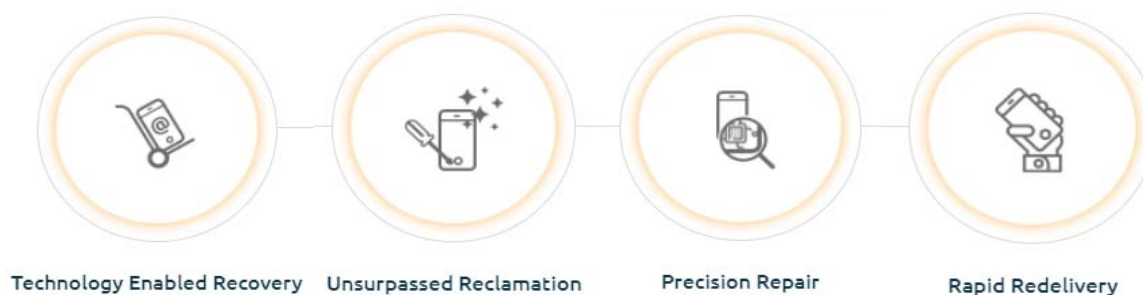 @
Technology Enabled Recovery
Unsurpassed Reclamation
Precision Repair
Rapid Redelivery